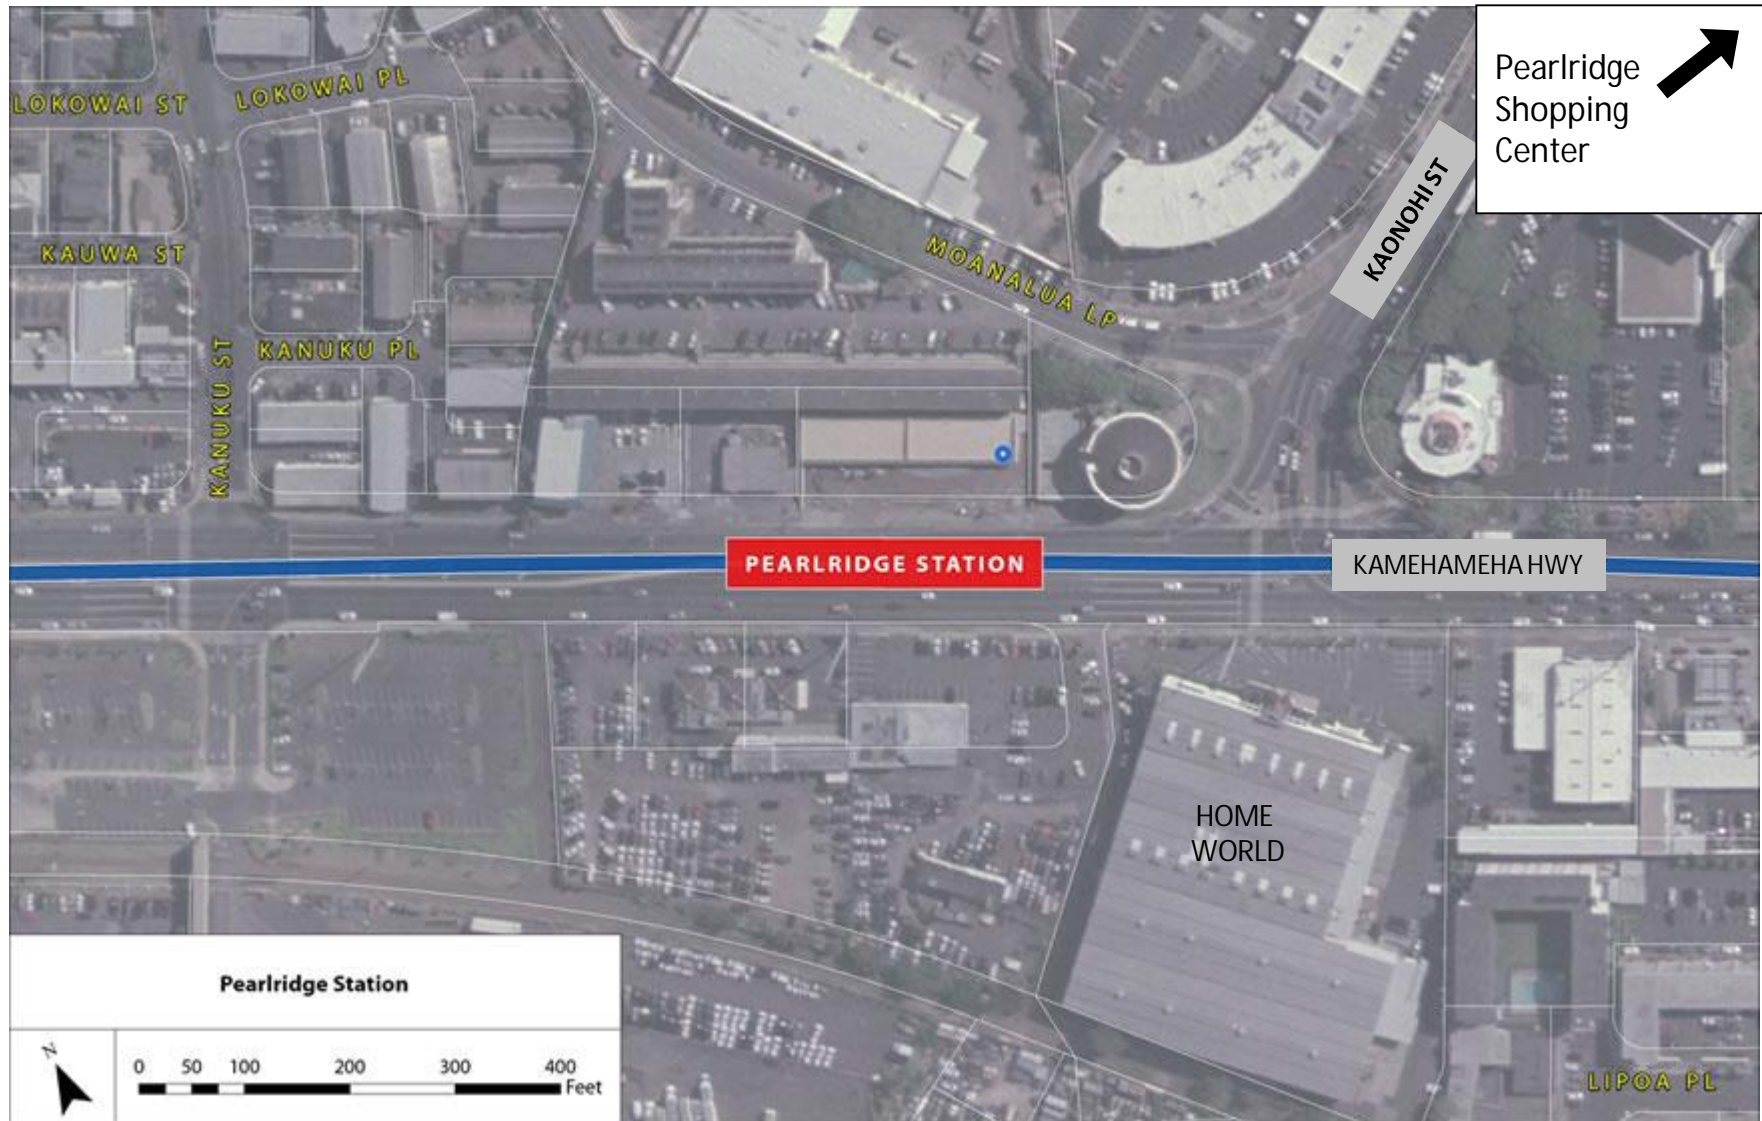 LOKOWAI ST
LOKOWAI PL
Pearlridge
Shopping
Center
KAONOHI ST
KAUWA ST
MOANALUA LP
KANUKU PL
KANUKU ST
PEARLRIDGE STATION
KAMEHAMEHA HWY
HOME
WORLD
Pearlridge Station
N
0 50 100 200 300 400
Feet
LIPOA PL